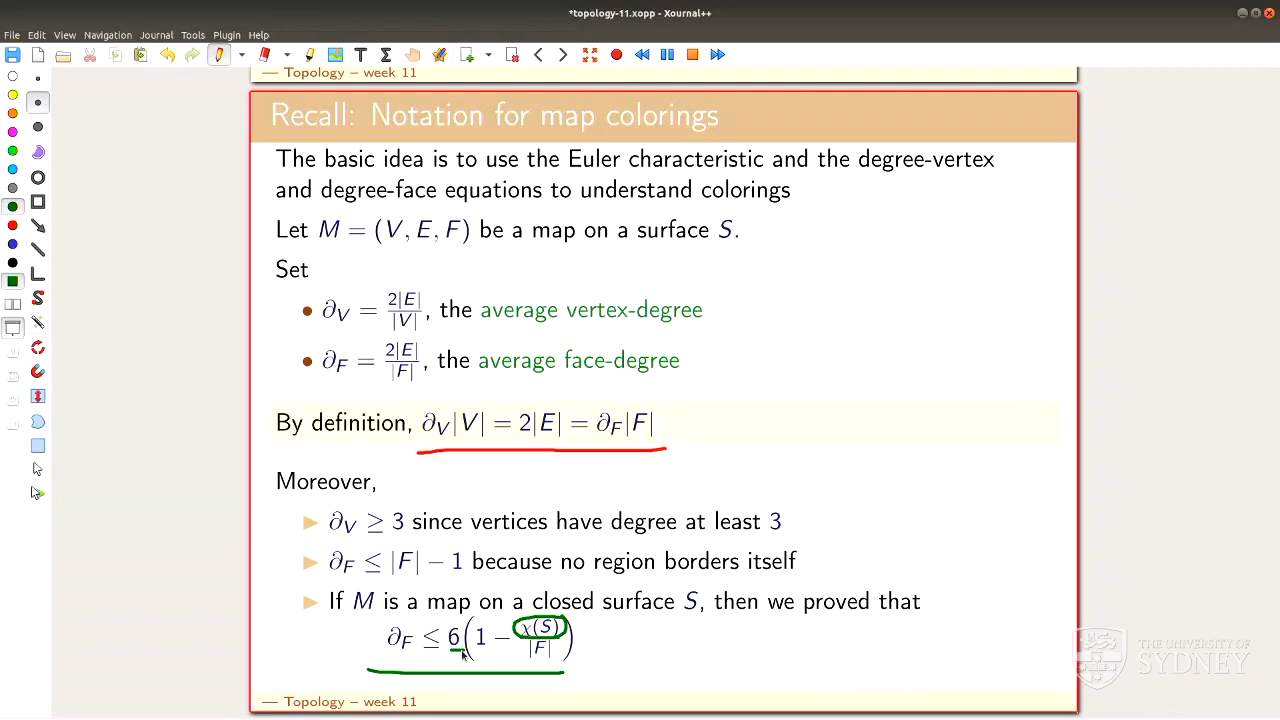 *topology-11.xopp - Xournal++
File Edit View Navigation Journal Tools Plugin Help
— Topology – week 11
Recall: Notation for map colorings
The basic idea is to use the Euler characteristic and the degree-vertex
and degree-face equations to understand colorings
Let M = (V, E, F) be a map on a surface S.
Set
• ∂_V = 2|E|/|V|, the average vertex-degree
• ∂_F = 2|E|/|F|, the average face-degree
By definition, ∂_V|V| = 2|E| = ∂_F|F|
Moreover,
▶ ∂_V ≥ 3 since vertices have degree at least 3
▶ ∂_F ≤ |F| − 1 because no region borders itself
▶ If M is a map on a closed surface S, then we proved that
∂_F ≤ 6(1 − χ(S)/|F|)
THE UNIVERSITY OF
SYDNEY
— Topology – week 11